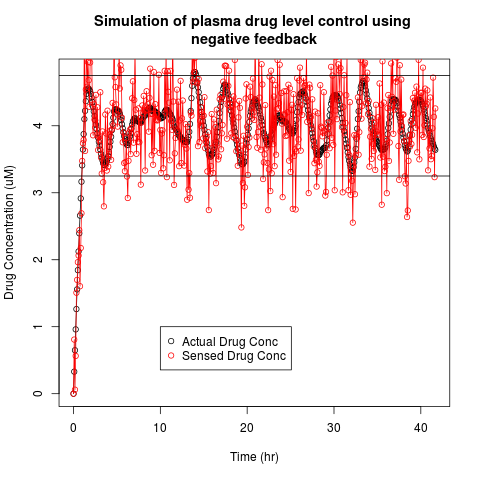 Simulation of plasma drug level control using
negative feedback
Drug Concentration (uM)
4
3
2
1
0
Actual Drug Conc
Sensed Drug Conc
0
10
20
30
40
Time (hr)